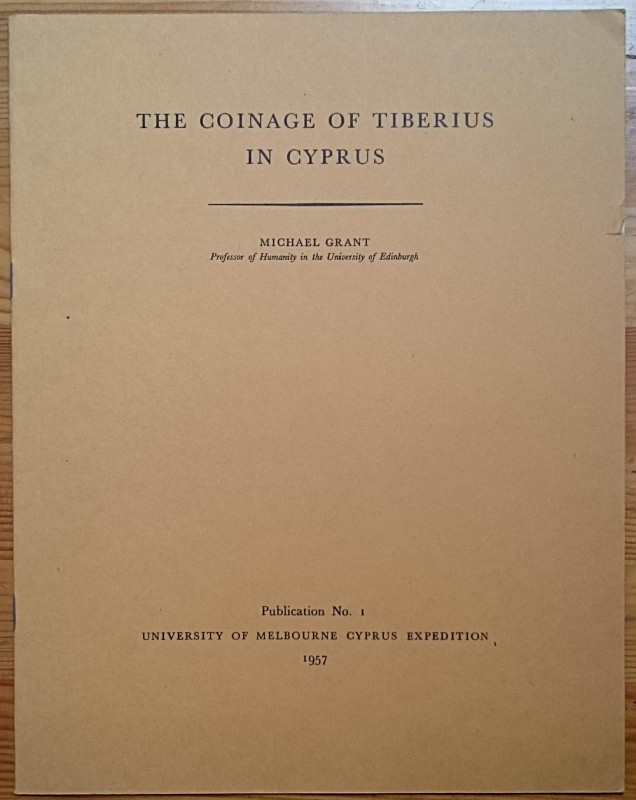 THE COINAGE OF TIBERIUS
IN CYPRUS
MICHAEL GRANT
Professor of Humanity in the University of Edinburgh
Publication No. 1
UNIVERSITY OF MELBOURNE CYPRUS EXPEDITION
1957